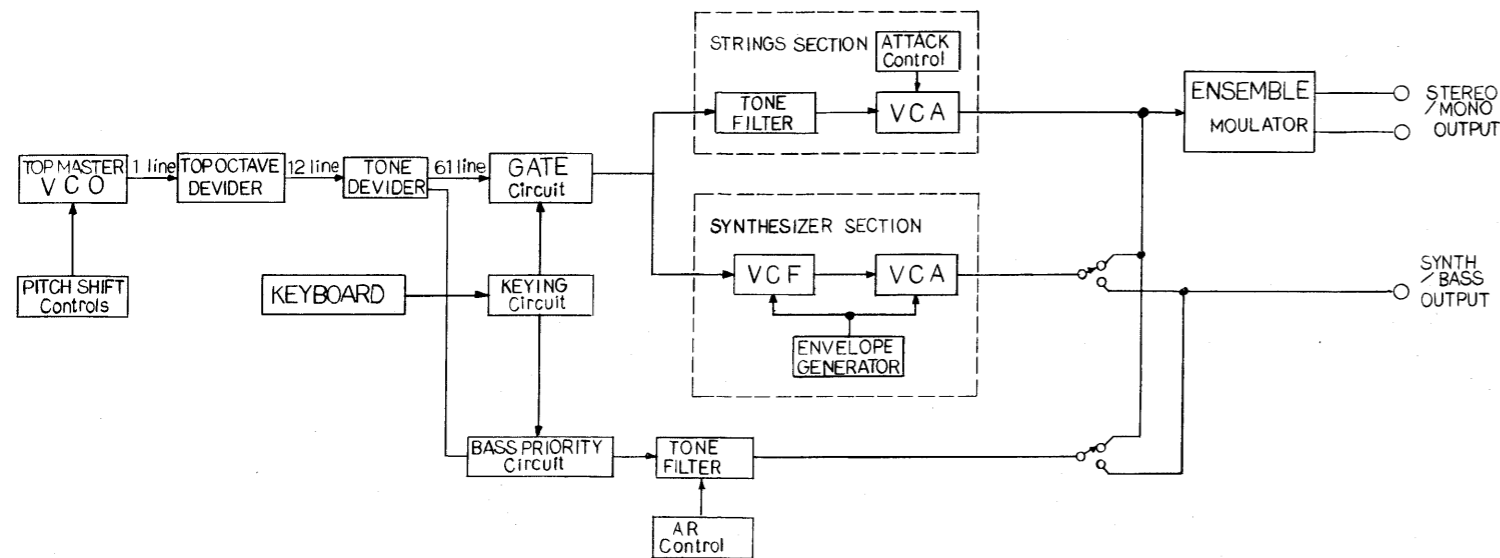 STRINGS SECTION
ATTACK
Control
TONE
FILTER
VCA
ENSEMBLE
MOULATOR
STEREO
/MONO
OUTPUT
TOP MASTER
VCO
1 line
TOP OCTAVE
DEVIDER
12 line
TONE
DEVIDER
61 line
GATE
Circuit
SYNTHESIZER SECTION
VCF
VCA
ENVELOPE
GENERATOR
SYNTH
/BASS
OUTPUT
PITCH SHIFT
Controls
KEYBOARD
KEYING
Circuit
BASS PRIORITY
Circuit
TONE
FILTER
AR
Control